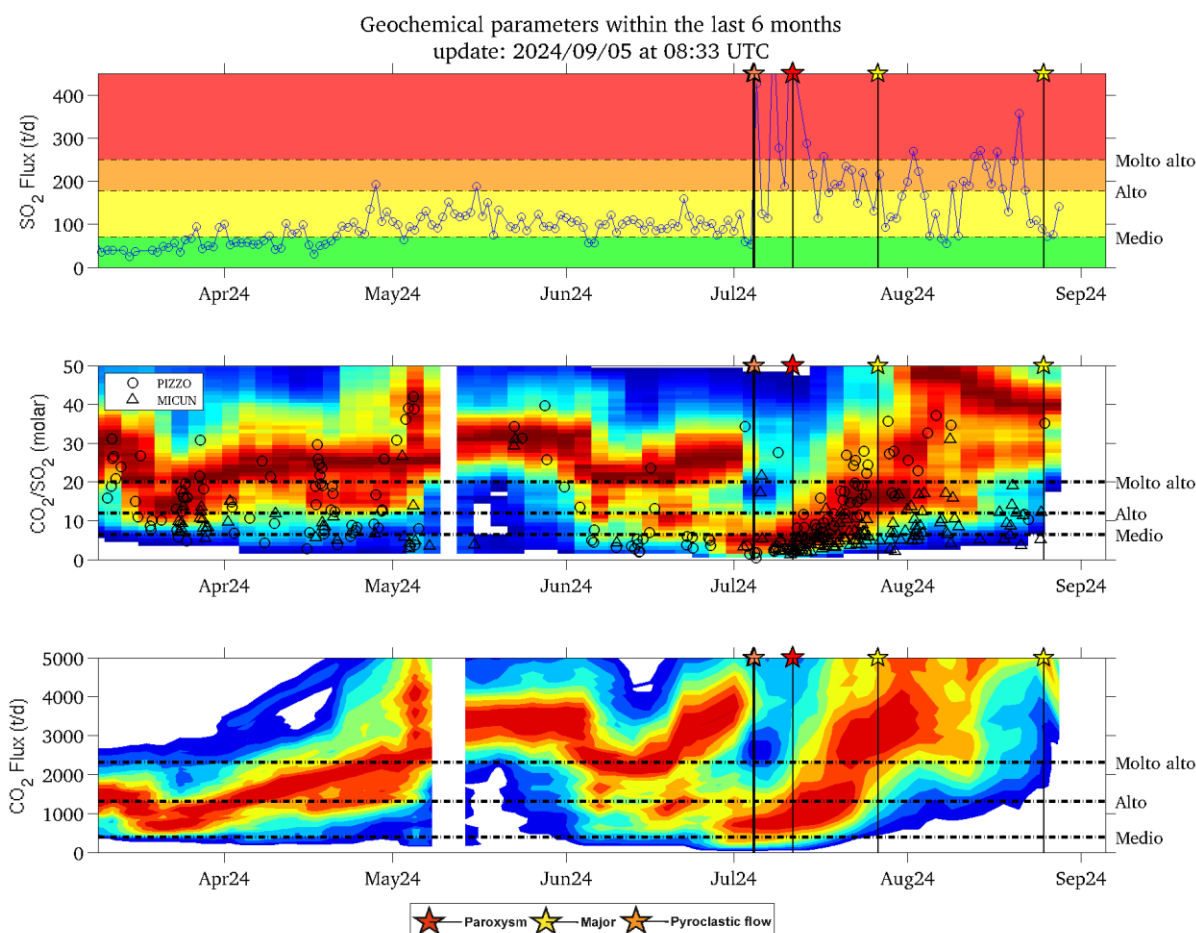 Geochemical parameters within the last 6 months
update: 2024/09/05 at 08:33 UTC
SO2 Flux (t/d)
400
300
200
100
0
Molto alto
Alto
Medio
Apr24 May24 Jun24 Jul24 Aug24 Sep24
CO2/SO2 (molar)
50
40
30
20
10
0
PIZZO
MICUN
Molto alto
Alto
Medio
Apr24 May24 Jun24 Jul24 Aug24 Sep24
CO2 Flux (t/d)
5000
4000
3000
2000
1000
0
Molto alto
Alto
Medio
Apr24 May24 Jun24 Jul24 Aug24 Sep24
Paroxysm Major Pyroclastic flow